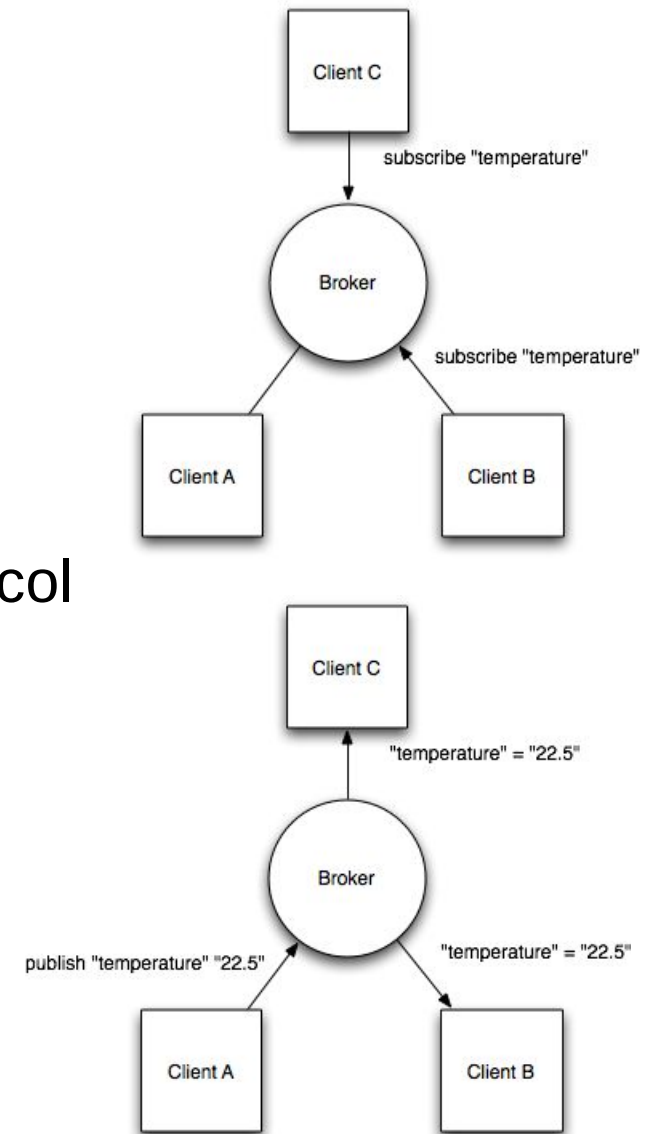 Client C
subscribe "temperature"
Broker
subscribe "temperature"
Client A
Client B
col
Client C
"temperature" = "22.5"
Broker
"temperature" = "22.5"
publish "temperature" "22.5"
Client A
Client B